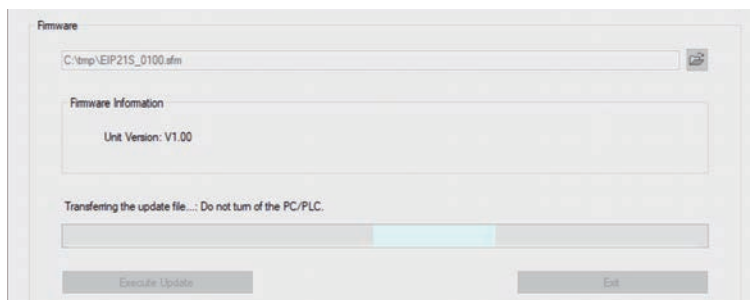 Firmware
C:\tmp\EIP21S_0100.sfm
Firmware Information
Unit Version: V1.00
Transferring the update file...: Do not turn of the PC/PLC.
Execute Update
Exit